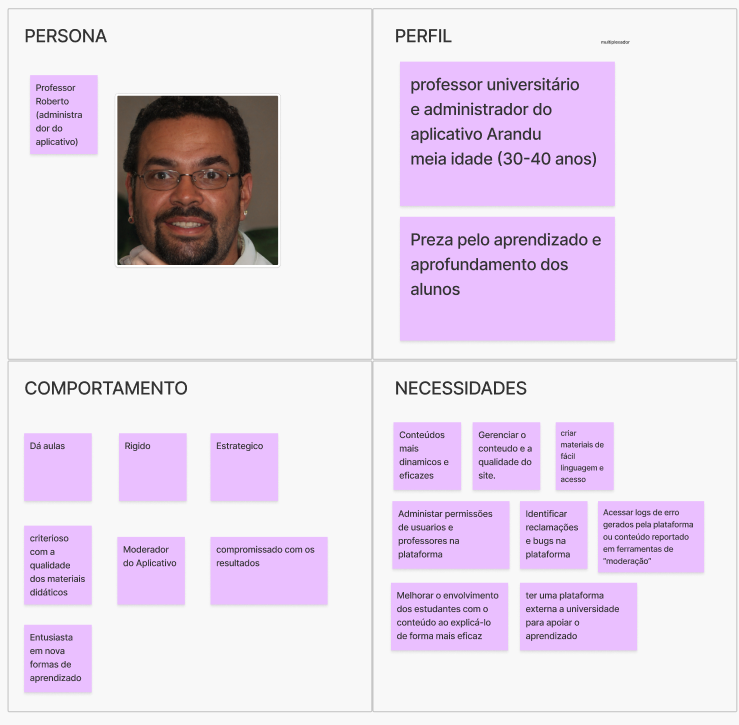 PERSONA
Professor
Roberto
(administra
dor do
aplicativo)
PERFIL
multiplexador
professor universitário
e administrador do
aplicativo Arandu
meia idade (30-40 anos)
Preza pelo aprendizado e
aprofundamento dos
alunos
COMPORTAMENTO
Dá aulas
Rigido
Estrategico
criterioso
com a
qualidade
dos materiais
didáticos
Moderador
do Aplicativo
compromissado com os
resultados
Entusiasta
em nova
formas de
aprendizado
NECESSIDADES
Conteúdos
mais
dinamicos e
eficazes
Gerenciar o
conteudo e a
qualidade do
site.
criar
materiais de
fácil
linguagem e
acesso
Administar permissões
de usuarios e
professores na
plataforma
Identificar
reclamações
e bugs na
plataforma
Acessar logs de erro
gerados pela plataforma
ou conteúdo reportado
em ferramentas de
"moderação"
Melhorar o envolvimento
dos estudantes com o
conteúdo ao explicá-lo
de forma mais eficaz
ter uma plataforma
externa a universidade
para apoiar o
aprendizado